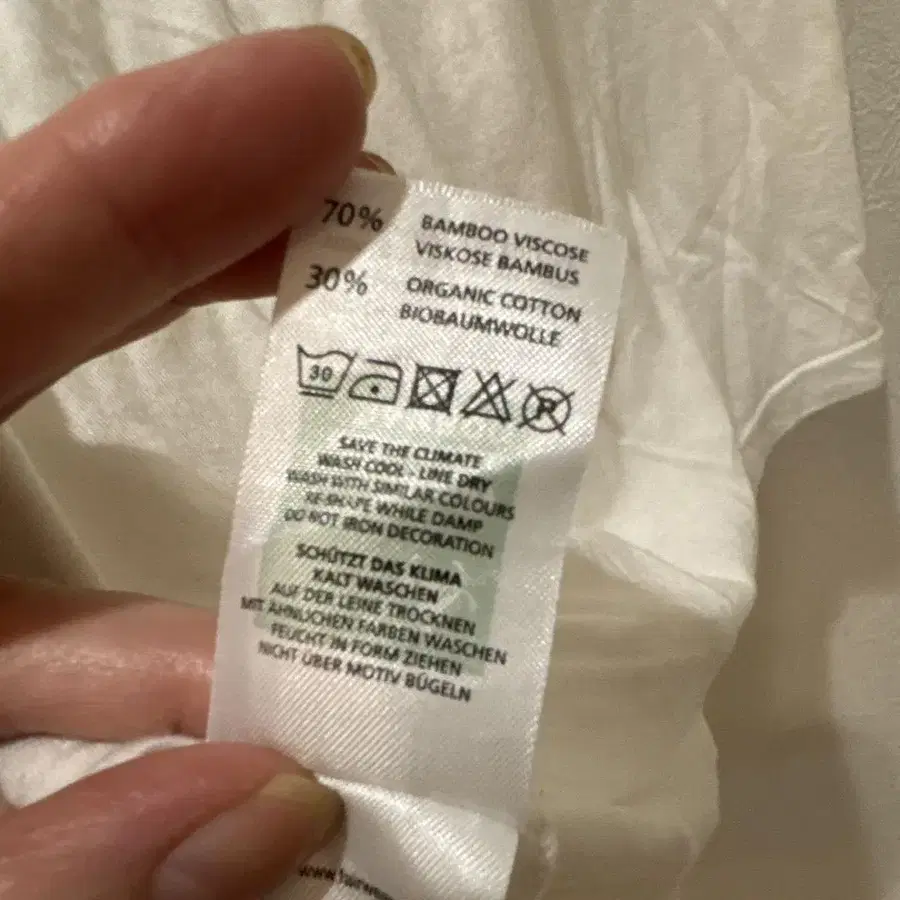 70% BAMBOO VISCOSE
VISKOSE BAMBUS
30% ORGANIC COTTON
BIOBAUMWOLLE
30
R
SAVE THE CLIMATE
WASH COOL - LINE DRY
WASH WITH SIMILAR COLOURS
RE-SHAPE WHILE DAMP
DO NOT IRON DECORATION
SCHÜTZT DAS KLIMA
KALT WASCHEN
AUF DER LEINE TROCKNEN
MIT ÄHNLICHEN FARBEN WASCHEN
FEUCHT IN FORM ZIEHEN
NICHT ÜBER MOTIV BÜGELN